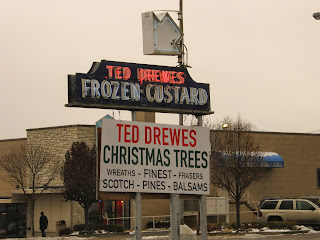 TED DREWES
FROZEN CUSTARD
TED DREWES
CHRISTMAS TREES
WREATHS - FINEST - FRASERS
SCOTCH - PINES - BALSAMS